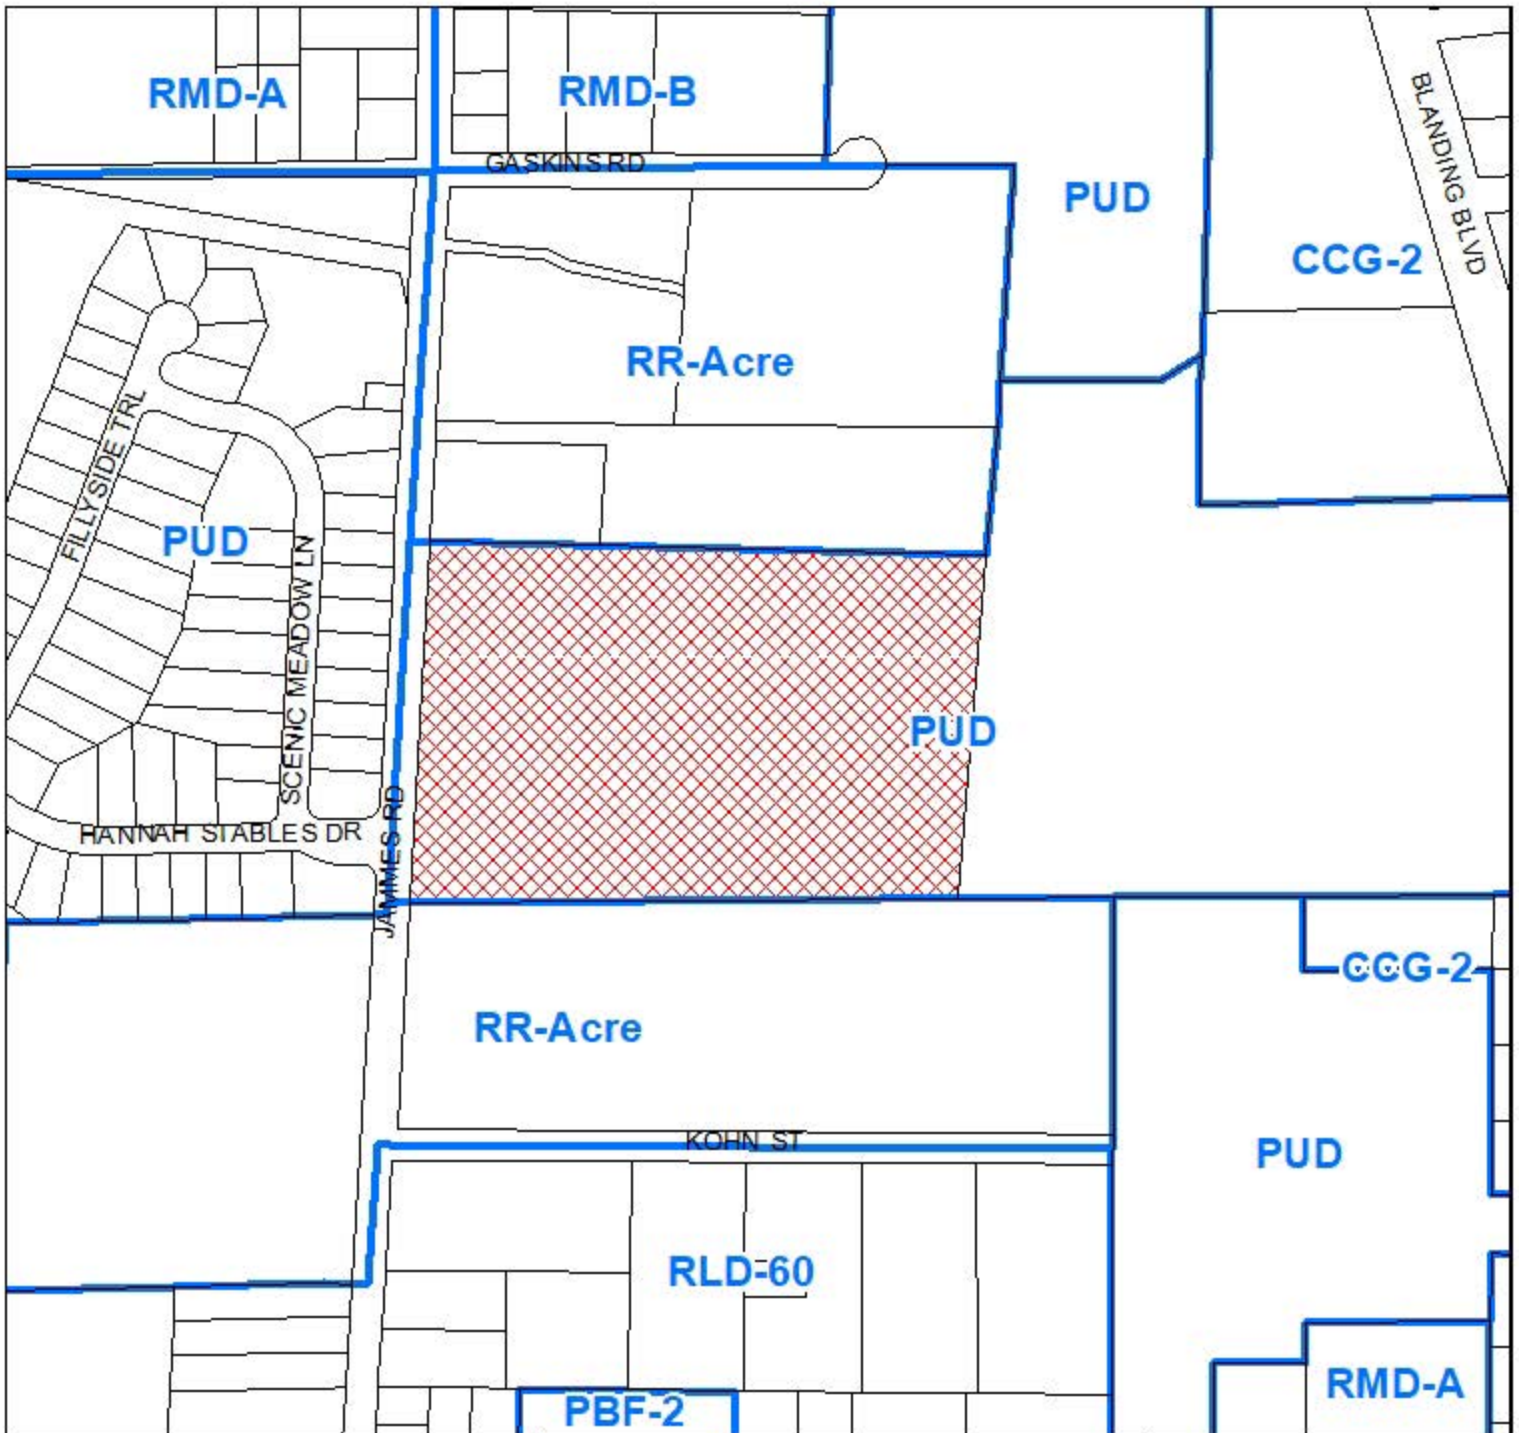 RMD-A
RMD-B
GASKINS RD
PUD
BLANDING BLVD
CCG-2
RR-Acre
FILLYSIDE TRL
PUD
SCENIC MEADOW LN
PUD
HANNAH STABLES DR
JAMMES RD
CCG-2
RR-Acre
KOHN ST
PUD
RLD-60
RMD-A
PBF-2